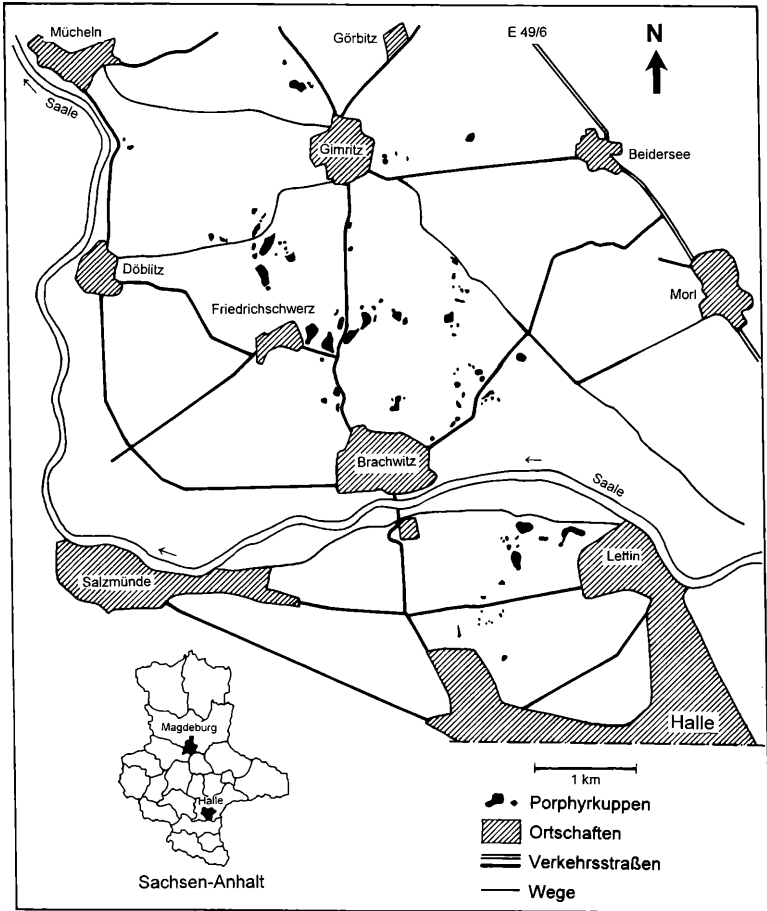 Mücheln
Görbitz
E 49/6
N
Saale
Gimritz
Beidersee
Döblitz
Morl
Friedrichschwerz
Brachwitz
Saale
Lettin
Salzmünde
Halle
Magdeburg
Halle
Sachsen-Anhalt
1 km
Porphyrkuppen
Ortschaften
Verkehrsstraßen
Wege